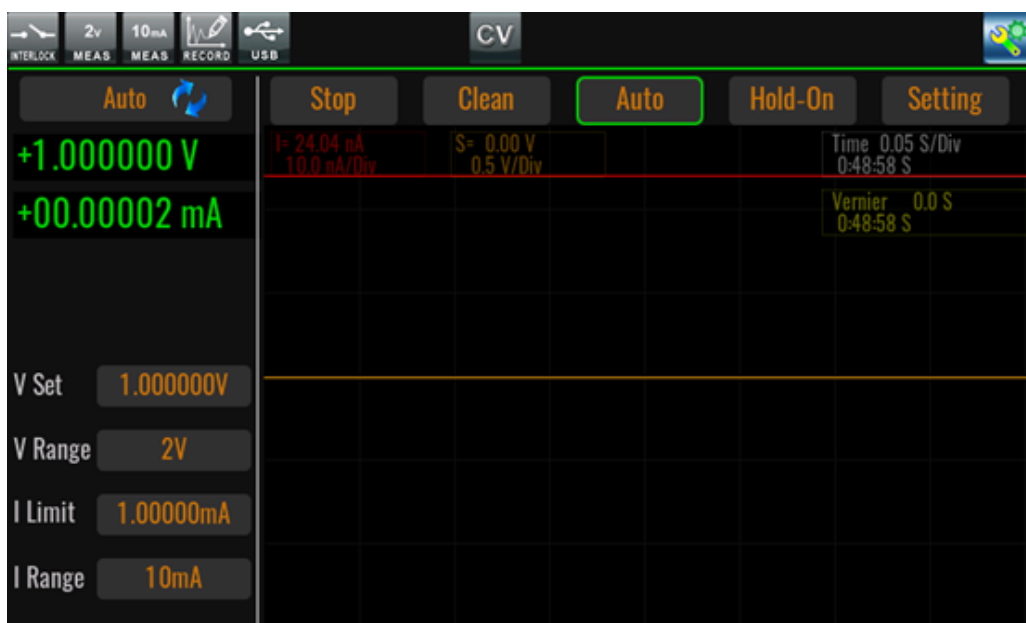 2v 10mA CV
INTERLOCK MEAS MEAS RECORD USB
Auto Stop Clean Auto Hold-On Setting
+1.000000 V
I= 24.04 nA S= 0.00 V Time 0.05 S/Div
10.0 nA/Div 0.5 V/Div 0:48:58 S
+00.00002 mA
Vernier 0.0 S
0:48:58 S
V Set 1.000000V
V Range 2V
I Limit 1.00000mA
I Range 10mA